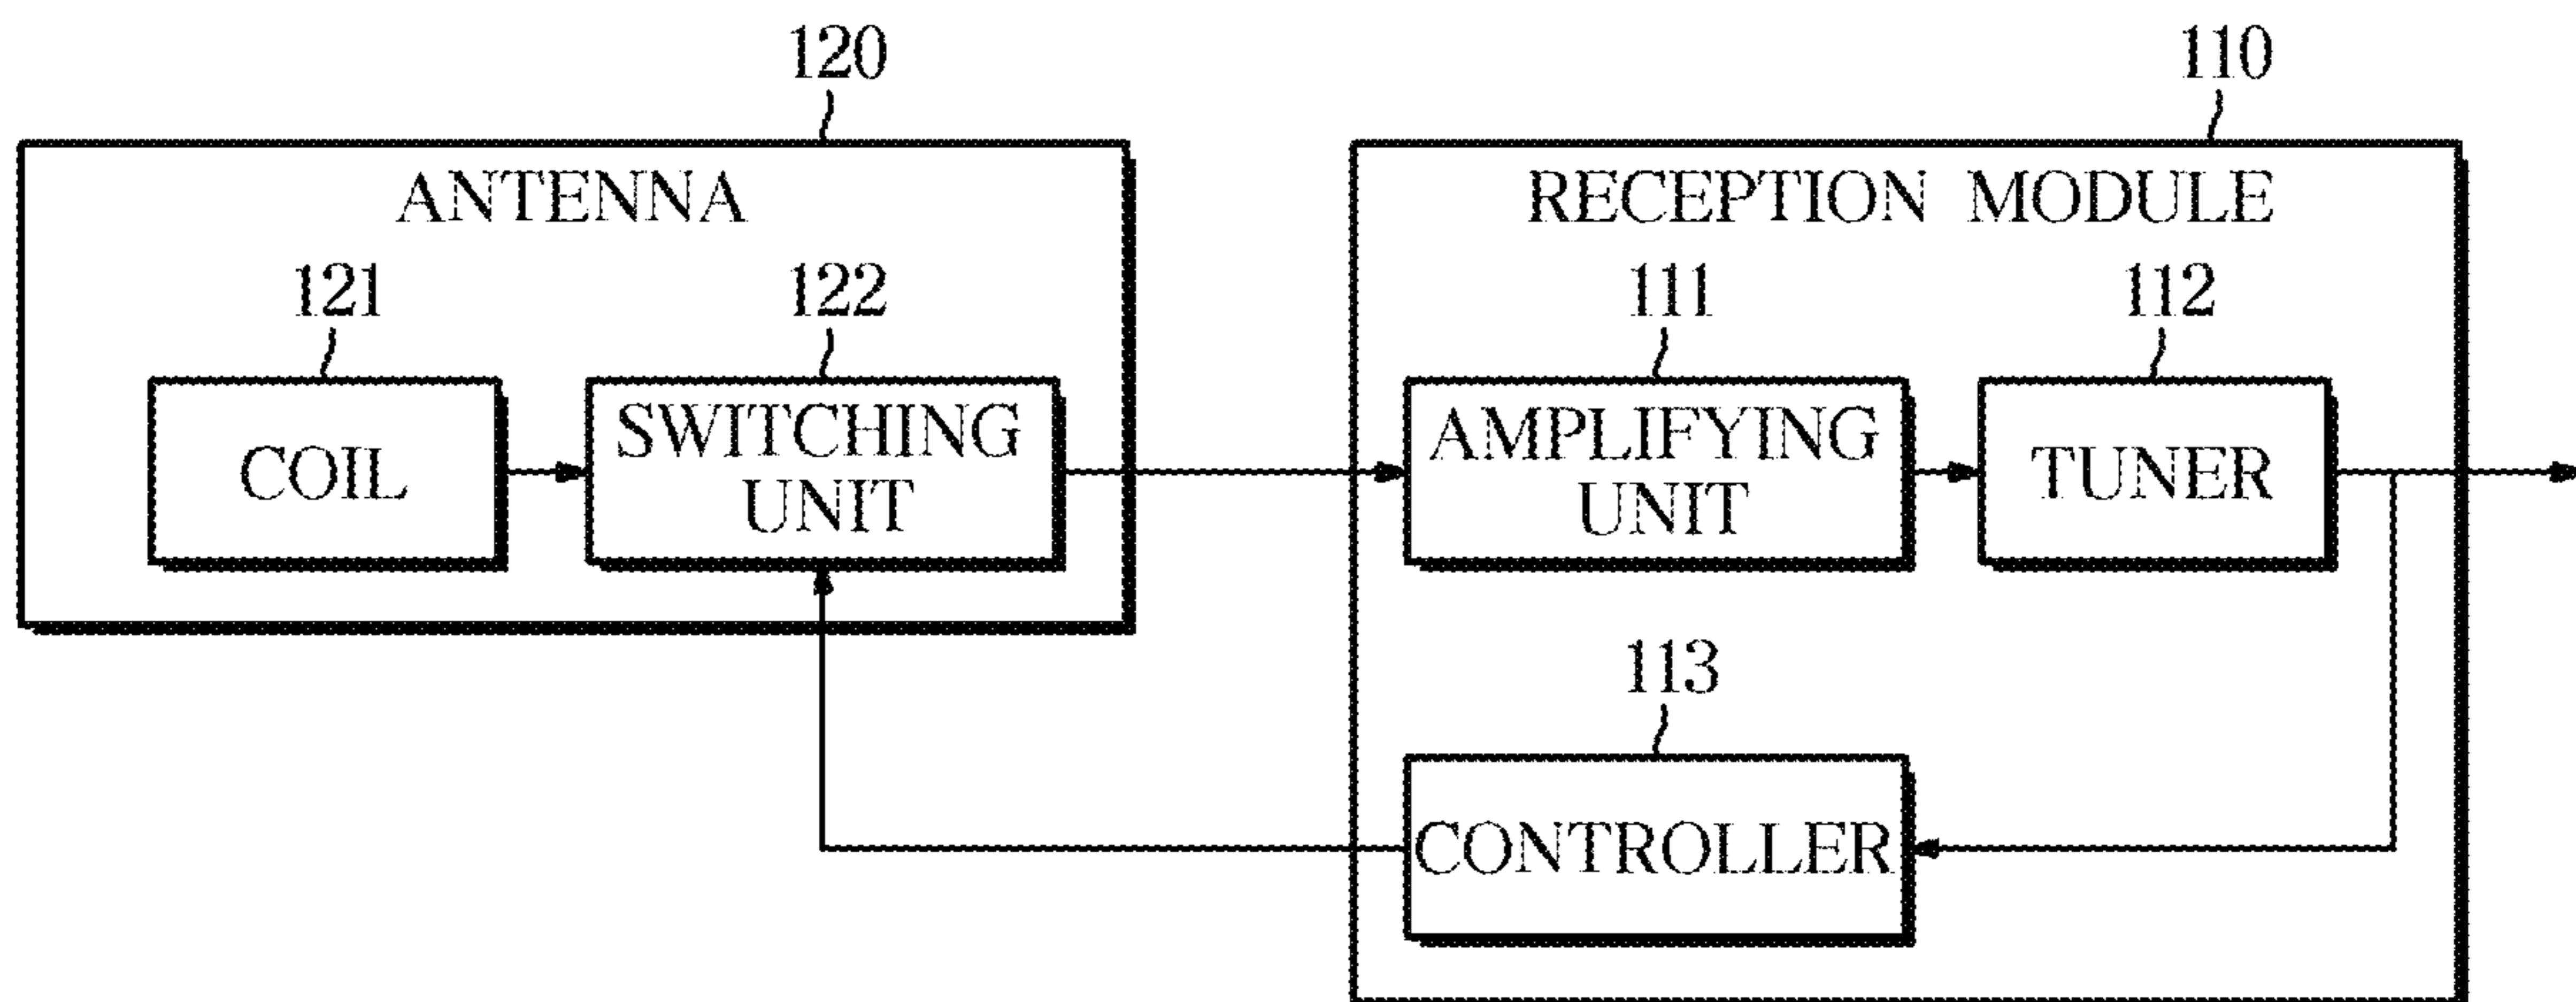 120
110
ANTENNA
RECEPTION MODULE
121
122
111
112
COIL
SWITCHING
UNIT
AMPLIFYING
UNIT
TUNER
113
CONTROLLER